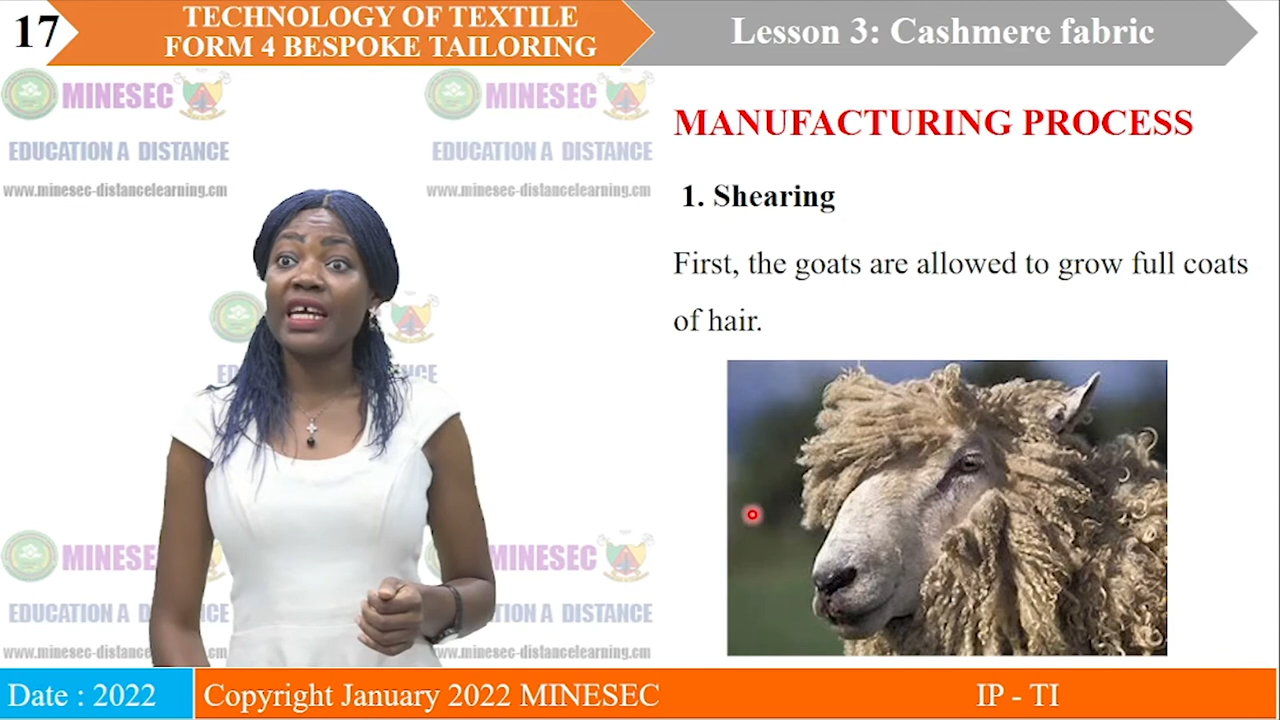 17
TECHNOLOGY OF TEXTILE
FORM 4 BESPOKE TAILORING
Lesson 3: Cashmere fabric
MINESEC
MINESEC
EDUCATION A DISTANCE
EDUCATION A DISTANCE
www.minesec-distancelearning.cm
www.minesec-distancelearning.cm
MANUFACTURING PROCESS
1. Shearing
First, the goats are allowed to grow full coats
of hair.
MINESEC
MINESEC
EDUCATION A DISTANCE
www.minesec-distance
www.minesec-distancelearning.cm
Date : 2022
Copyright January 2022 MINESEC
IP - TI